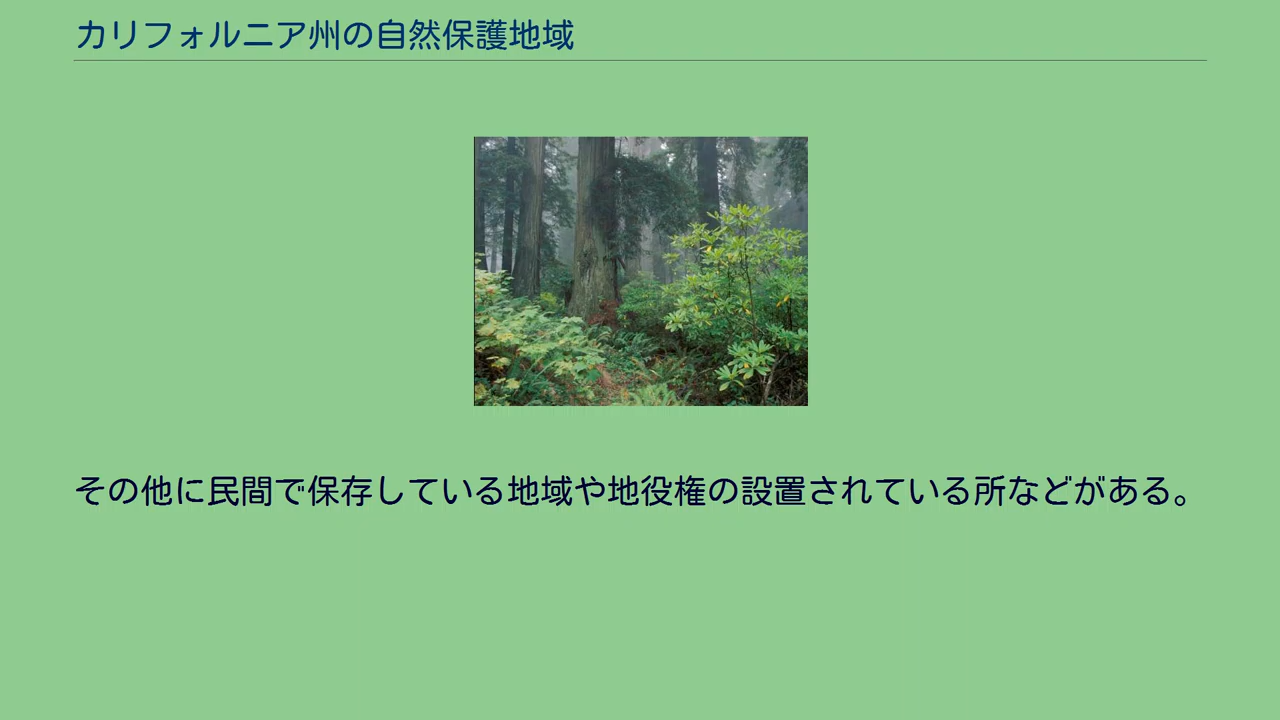 カリフォルニア州の自然保護地域
その他に民間で保存している地域や地役権の設置されている所などがある。